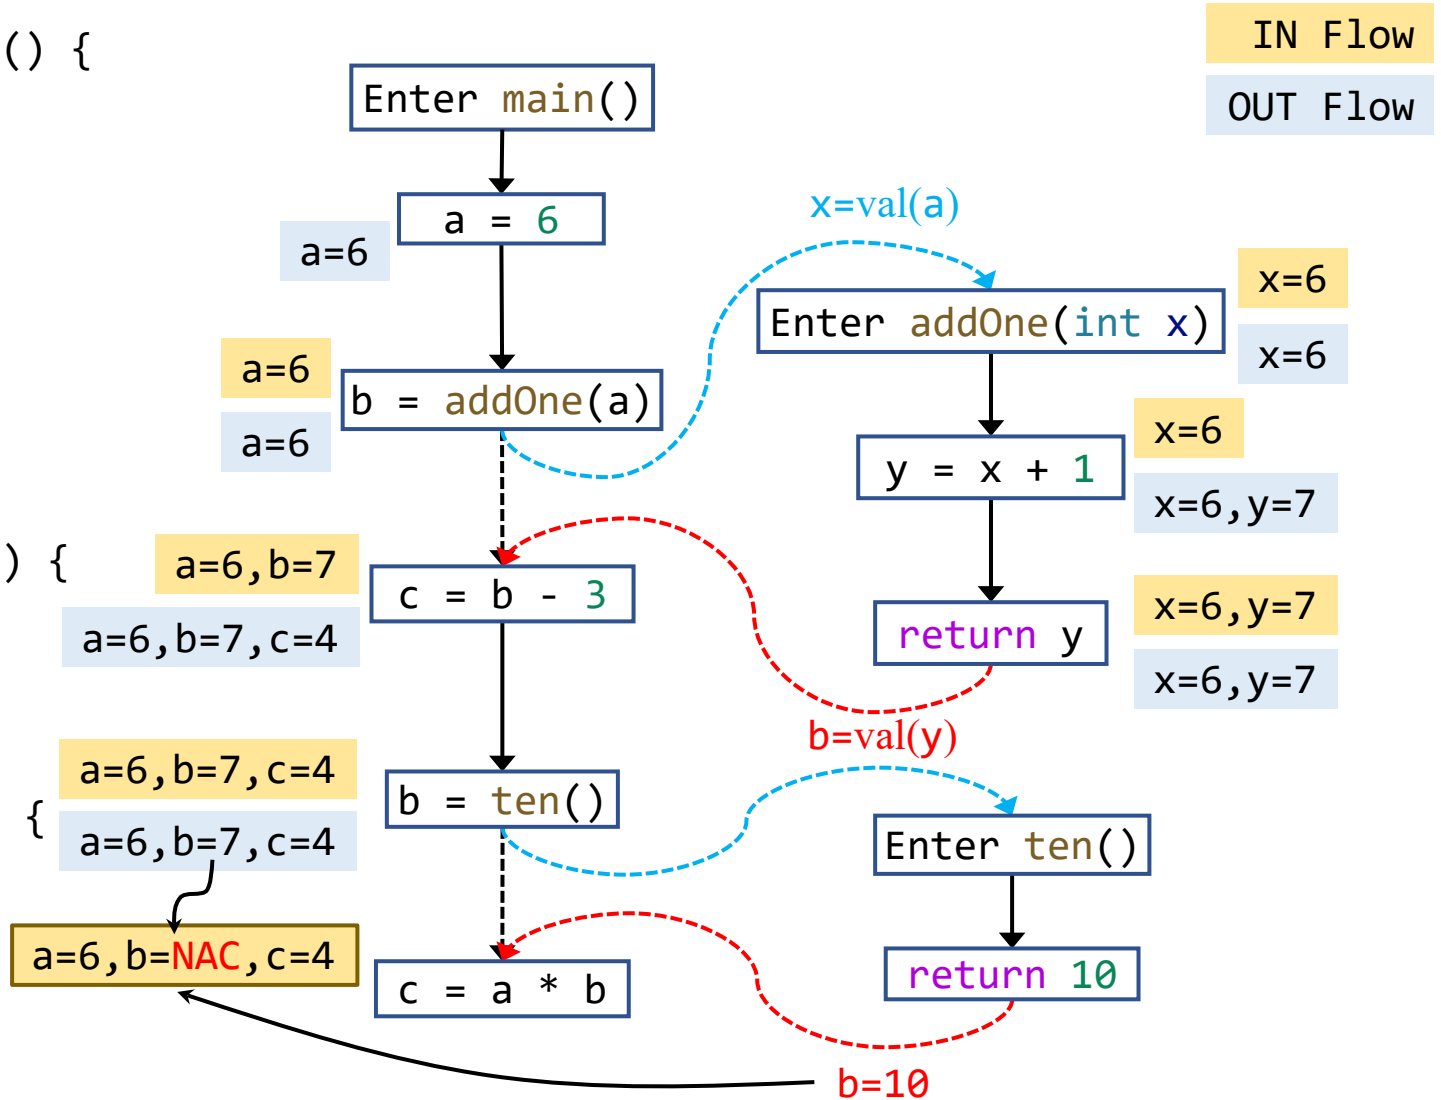 () {
IN Flow
OUT Flow
Enter main()
a = 6
a=6
x=val(a)
Enter addOne(int x)
x=6
x=6
a=6
b = addOne(a)
a=6
x=6
y = x + 1
x=6,y=7
) {
a=6,b=7
c = b - 3
a=6,b=7,c=4
x=6,y=7
return y
x=6,y=7
b=val(y)
a=6,b=7,c=4
b = ten()
{
a=6,b=7,c=4
Enter ten()
a=6,b=NAC,c=4
c = a * b
return 10
b=10